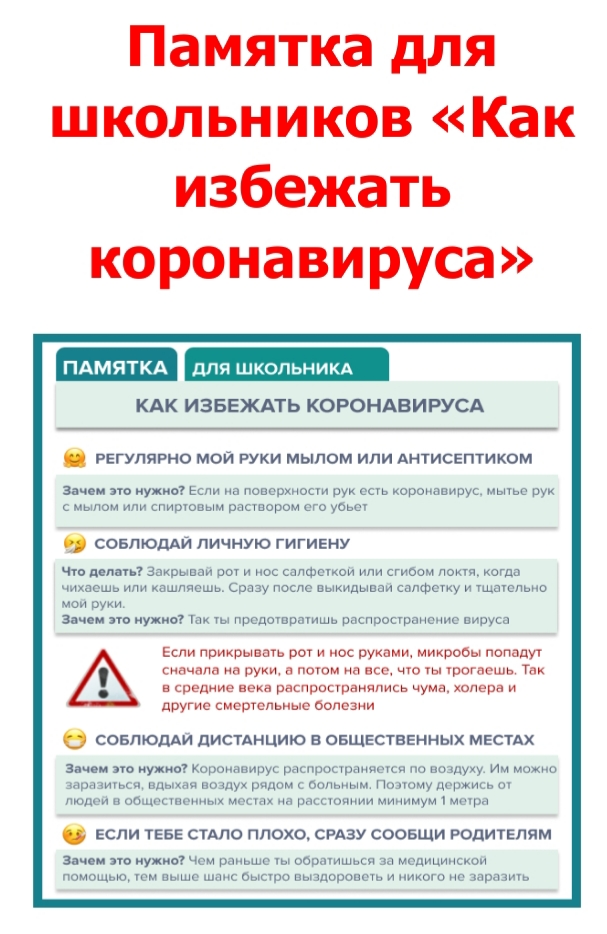 Памятка для
школьников «Как
избежать
коронавируса»
ПАМЯТКА ДЛЯ ШКОЛЬНИКА
КАК ИЗБЕЖАТЬ КОРОНАВИРУСА
РЕГУЛЯРНО МОЙ РУКИ МЫЛОМ ИЛИ АНТИСЕПТИКОМ
Зачем это нужно? Если на поверхности рук есть коронавирус, мытье рук
с мылом или спиртовым раствором его убьет
СОБЛЮДАЙ ЛИЧНУЮ ГИГИЕНУ
Что делать? Закрывай рот и нос салфеткой или сгибом локтя, когда
чихаешь или кашляешь. Сразу после выкидывай салфетку и тщательно
мой руки.
Зачем это нужно? Так ты предотвратишь распространение вируса
Если прикрывать рот и нос руками, микробы попадут
сначала на руки, а потом на все, что ты трогаешь. Так
в средние века распространялись чума, холера и
другие смертельные болезни
СОБЛЮДАЙ ДИСТАНЦИЮ В ОБЩЕСТВЕННЫХ МЕСТАХ
Зачем это нужно? Коронавирус распространяется по воздуху. Им можно
заразиться, вдыхая воздух рядом с больным. Поэтому держись от
людей в общественных местах на расстоянии минимум 1 метра
ЕСЛИ ТЕБЕ СТАЛО ПЛОХО, СРАЗУ СООБЩИ РОДИТЕЛЯМ
Зачем это нужно? Чем раньше ты обратишься за медицинской
помощью, тем выше шанс быстро выздороветь и никого не заразить